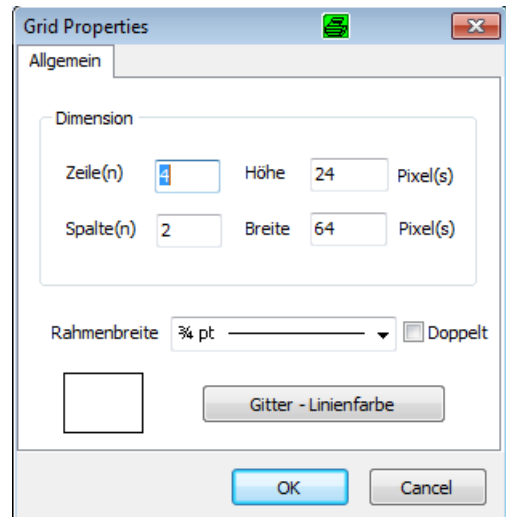 Grid Properties
Allgemein
Dimension
Zeile(n) 4 Höhe 24 Pixel(s)
Spalte(n) 2 Breite 64 Pixel(s)
Rahmenbreite ¾ pt Doppelt
Gitter - Linienfarbe
OK Cancel